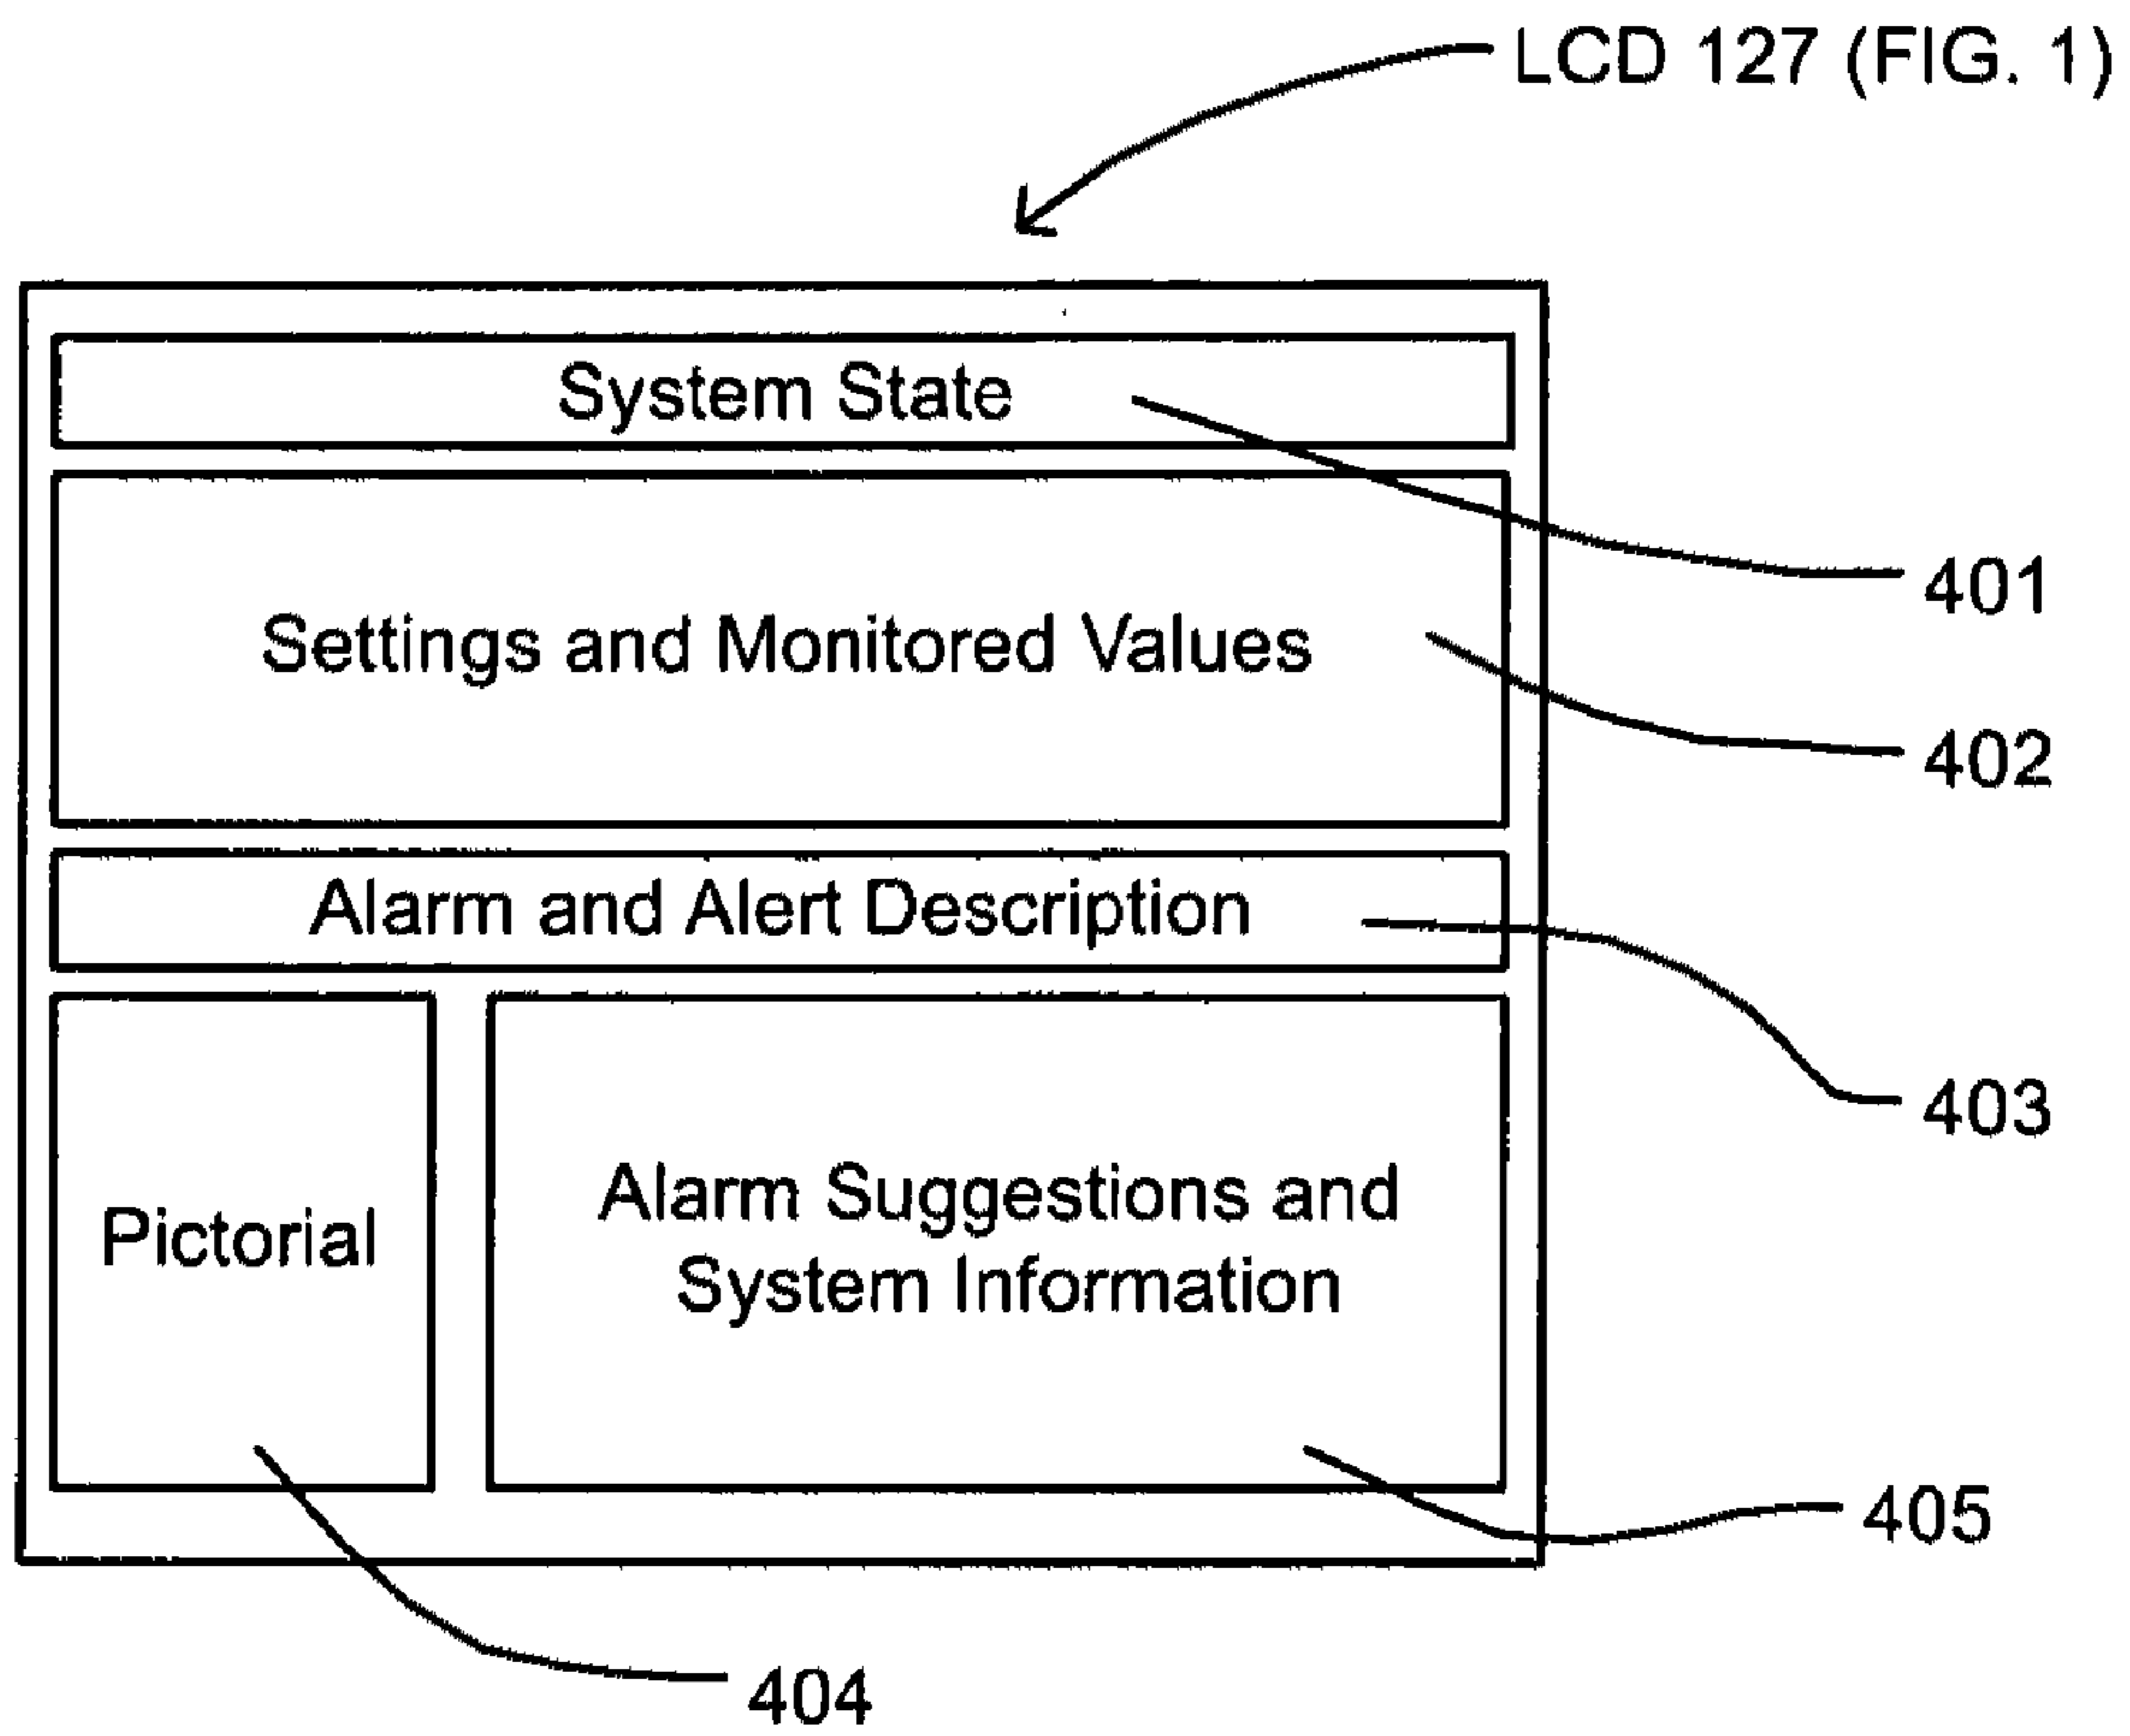 LCD 127 (FIG. 1)
System State
401
Settings and Monitored Values
402
Alarm and Alert Description
403
Pictorial
Alarm Suggestions and
System Information
405
404